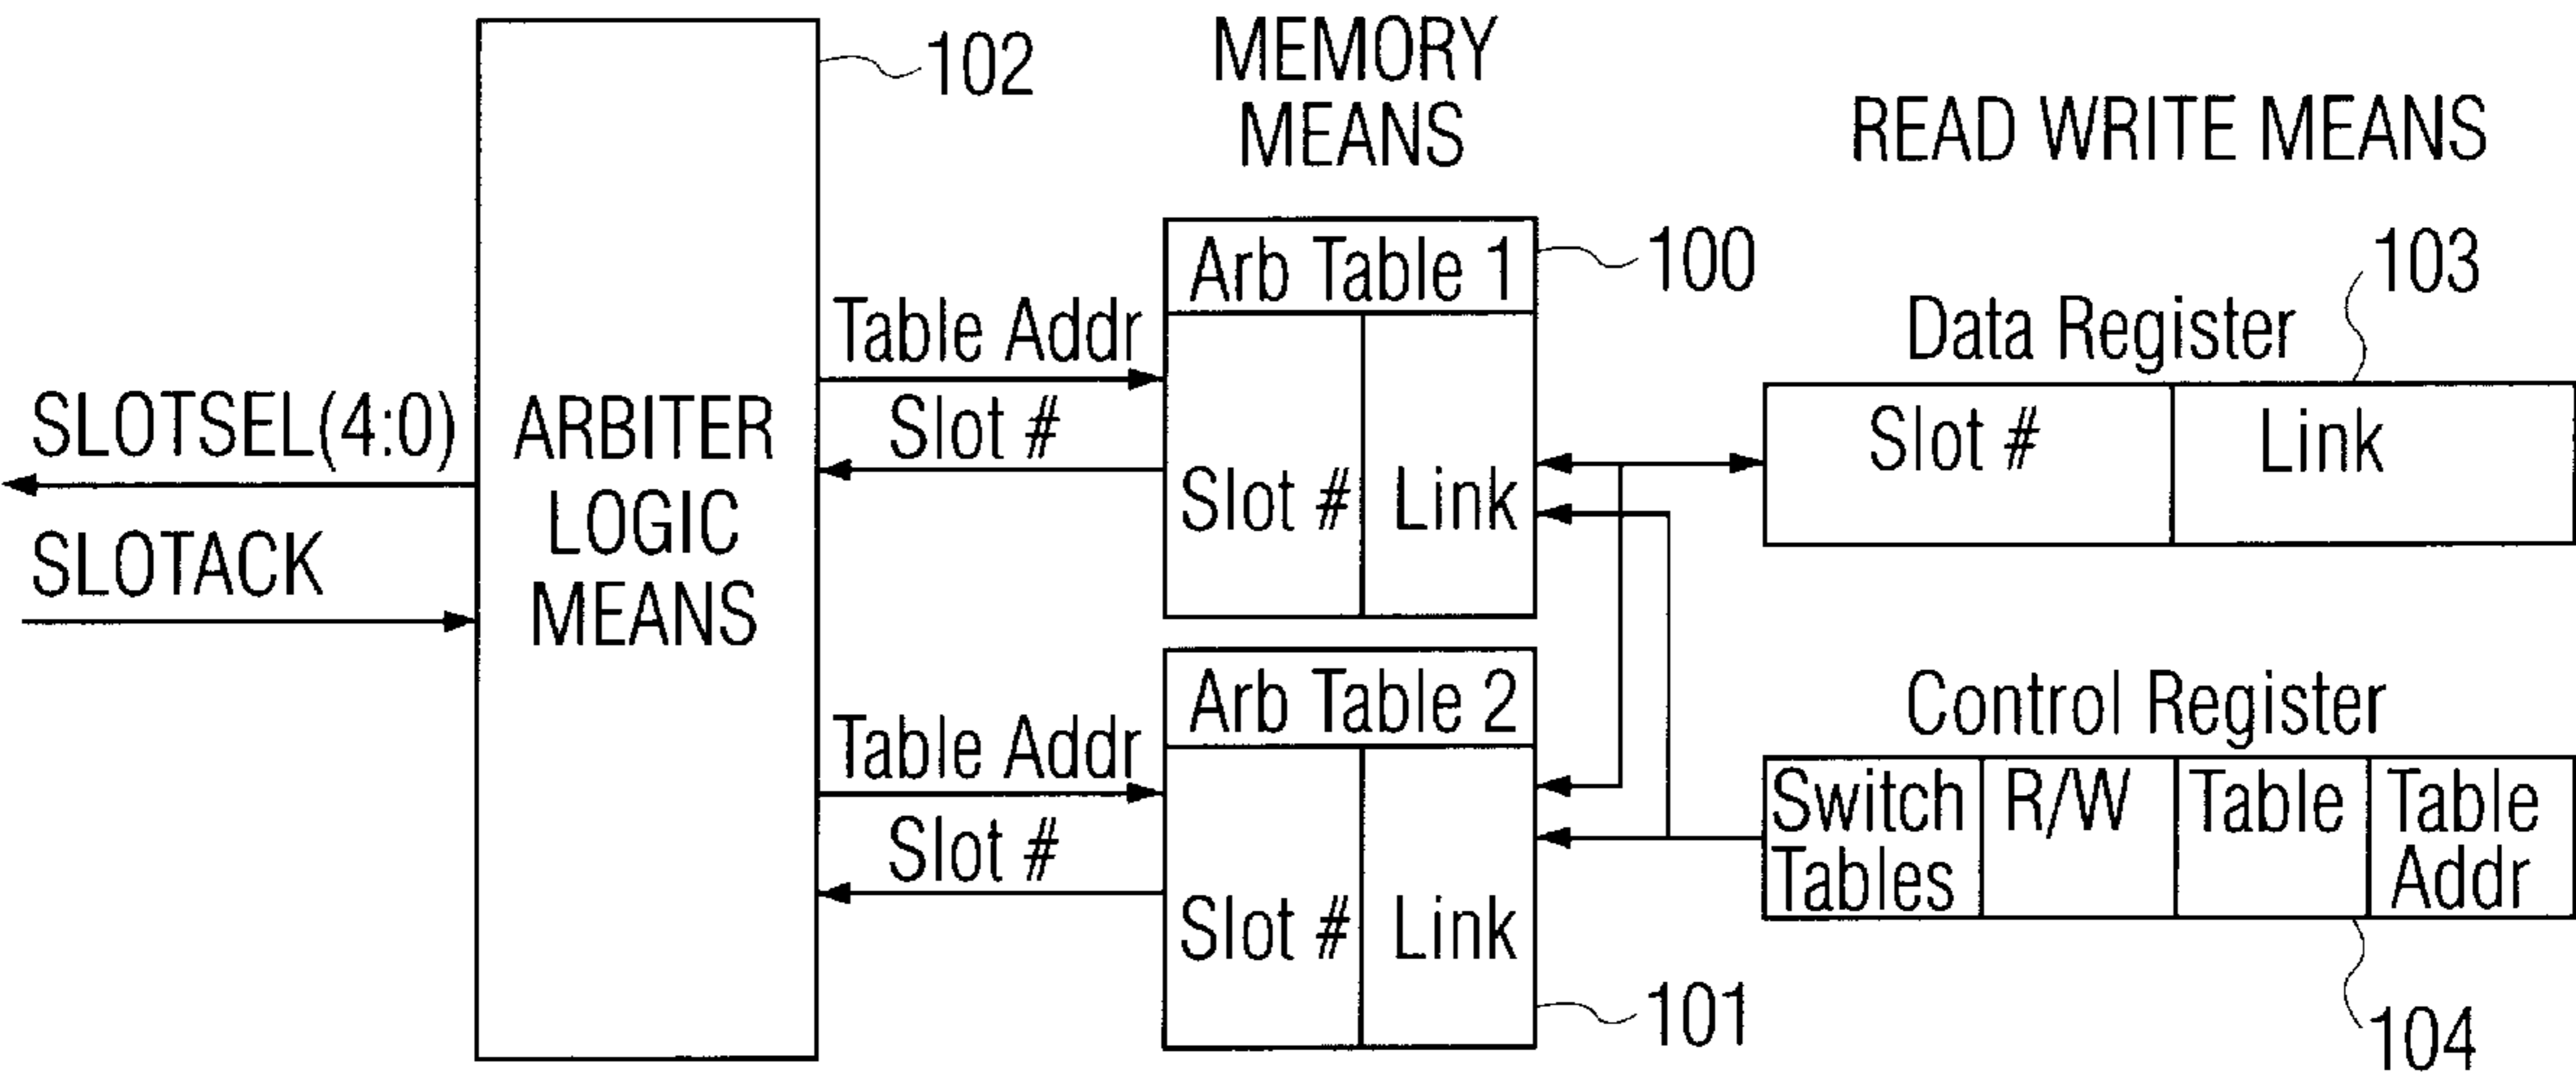 102
MEMORY
MEANS
READ WRITE MEANS
SLOTSEL(4:0)
SLOTACK
ARBITER
LOGIC
MEANS
Table Addr
Slot #
Arb Table 1
Slot #
Link
100
103
Data Register
Slot #
Link
Table Addr
Slot #
Arb Table 2
Slot #
Link
101
Control Register
Switch
Tables
R/W
Table
Table
Addr
104